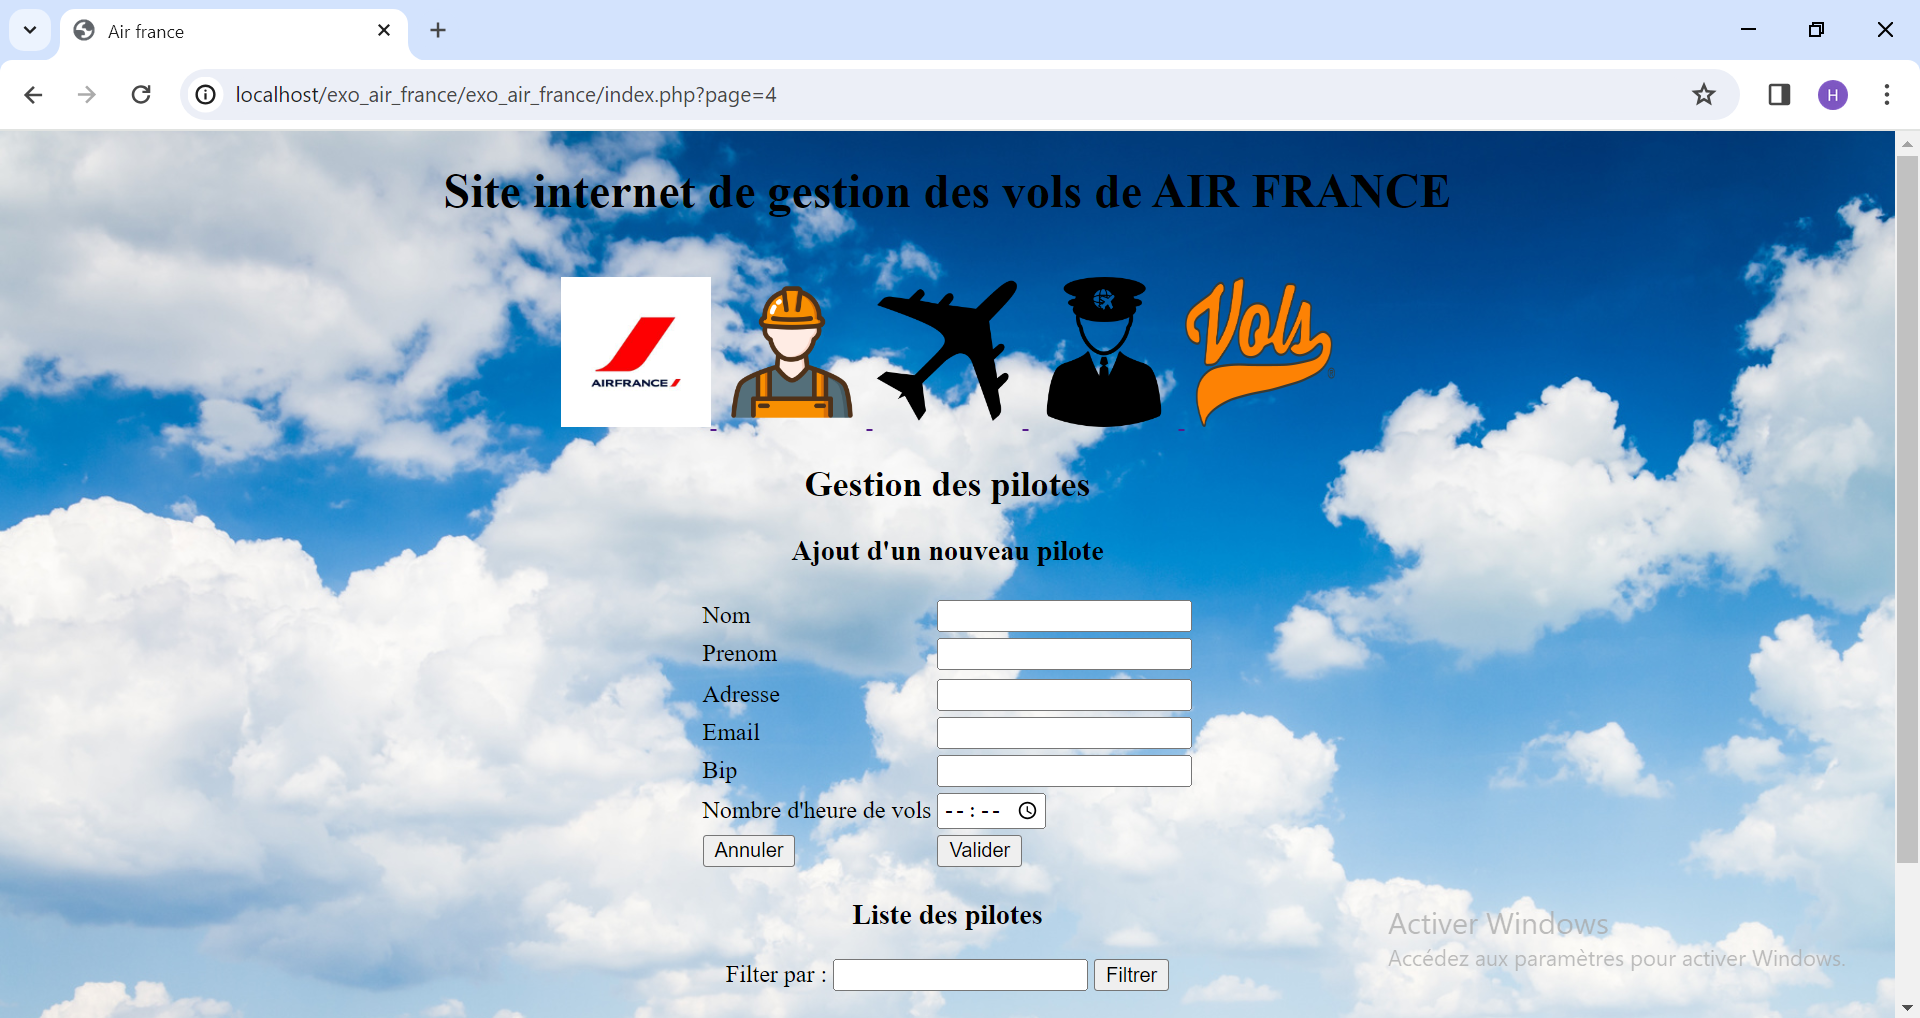 Air france
localhost/exo_air_france/exo_air_france/index.php?page=4
H
Site internet de gestion des vols de AIR FRANCE
AIRFRANCE
Vols
®
Gestion des pilotes
Ajout d'un nouveau pilote
Nom
Prenom
Adresse
Email
Bip
Nombre d'heure de vols --:--
Annuler Valider
Liste des pilotes
Activer Windows
Accédez aux paramètres pour activer Windows.
Filter par : Filtrer